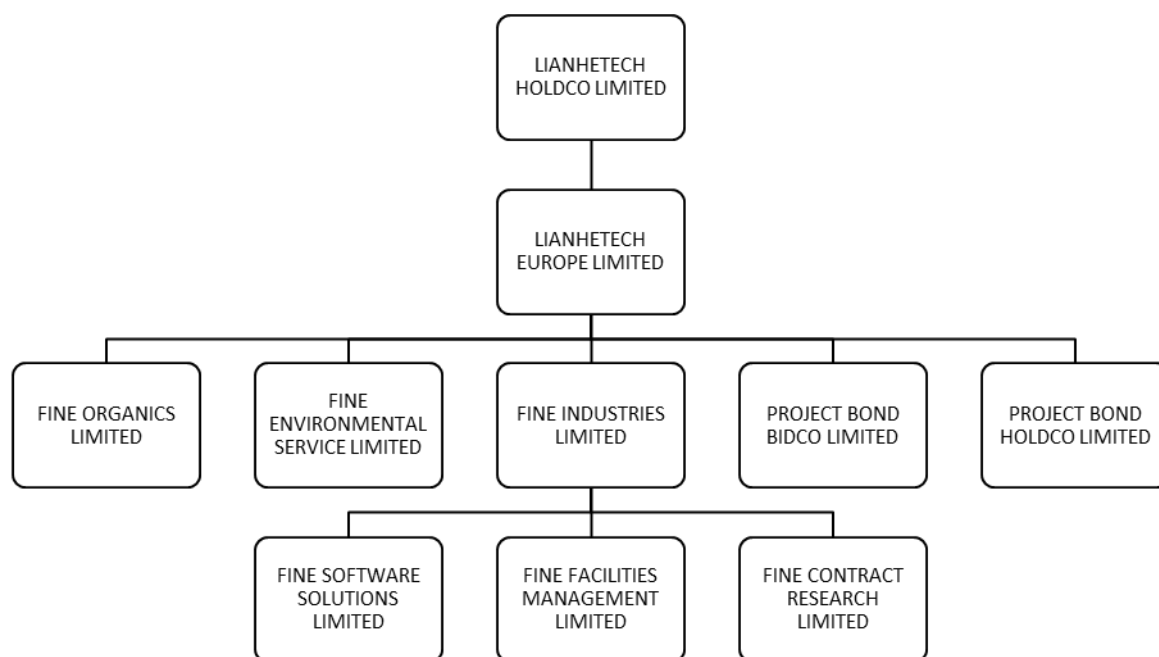 LIANHETECH
HOLDCO LIMITED
LIANHETECH
EUROPE LIMITED
FINE ORGANICS
LIMITED
FINE
ENVIRONMENTAL
SERVICE LIMITED
FINE INDUSTRIES
LIMITED
PROJECT BOND
BIDCO LIMITED
PROJECT BOND
HOLDCO LIMITED
FINE SOFTWARE
SOLUTIONS
LIMITED
FINE FACILITIES
MANAGEMENT
LIMITED
FINE CONTRACT
RESEARCH
LIMITED